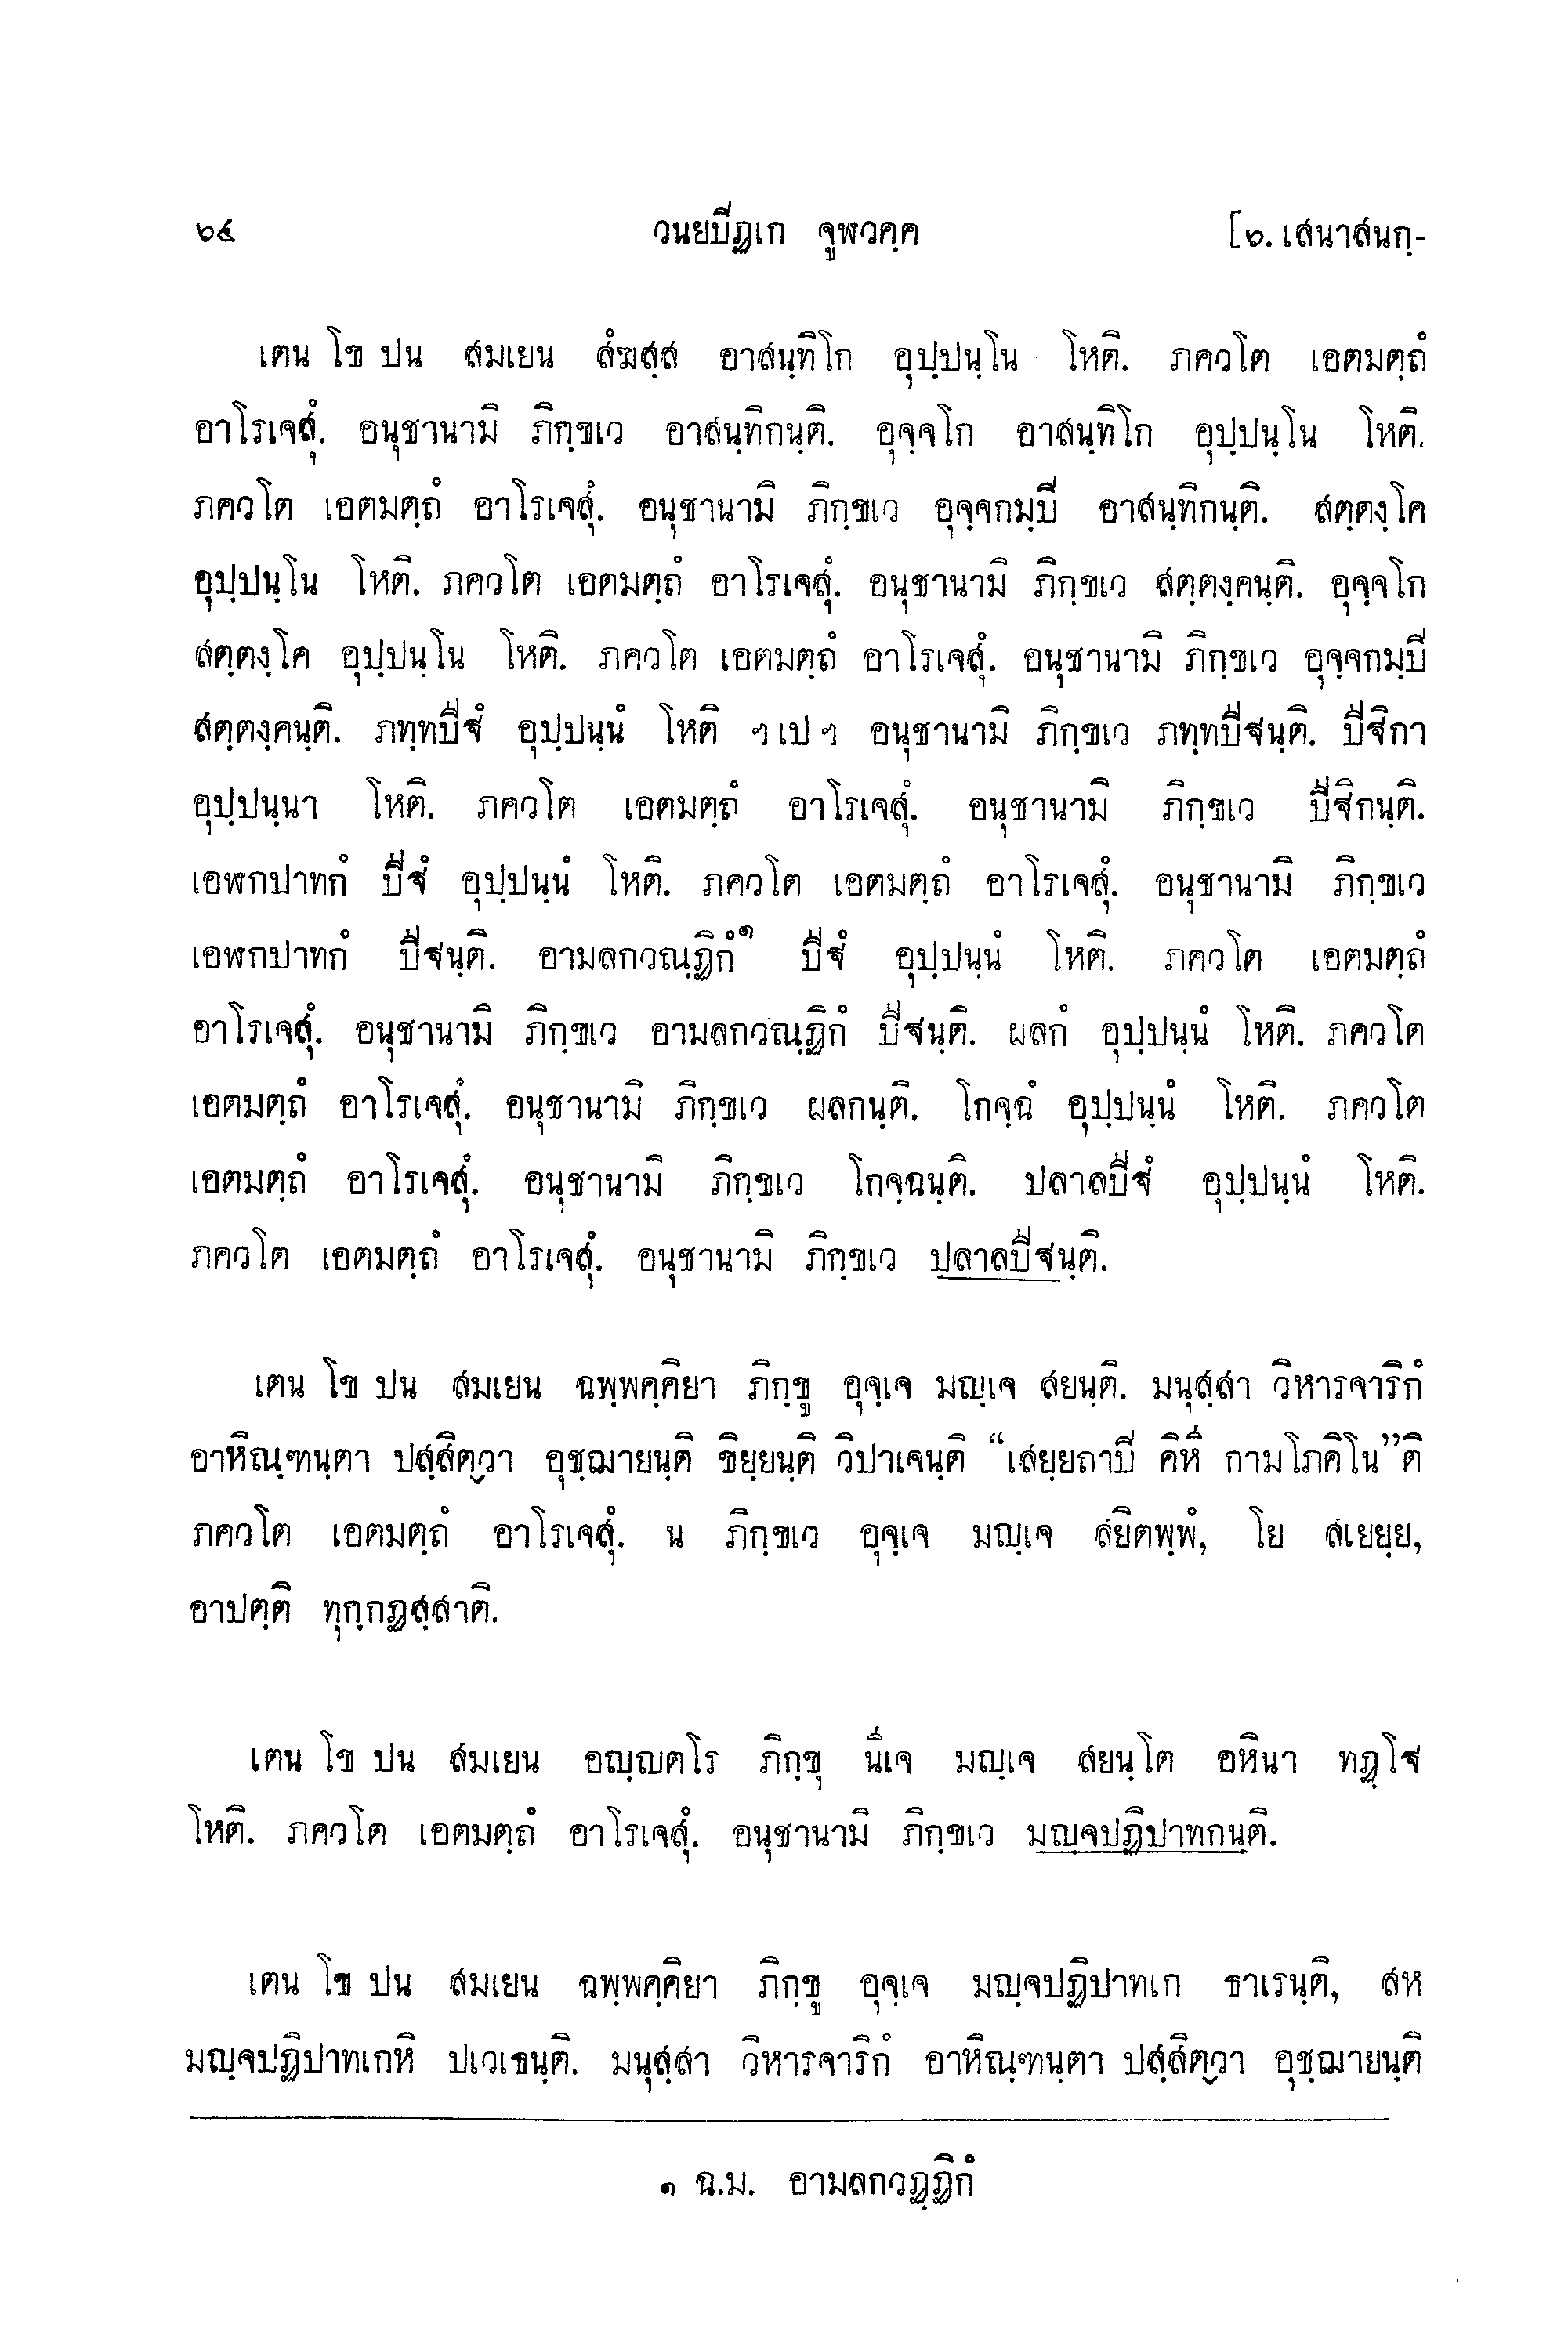 ๖๔ วนยปิฏเก จูฬวคฺค [๖. เสนาสนกฺ-
เตน โข ปน สมเยน สํฆสฺส อาสนฺทิโก อุปฺปนฺโน โหติ. ภควโต เอตมตฺถํ
อาโรเจสุํ. อนุชานามิ ภิกฺขเว อาสนฺทิกนฺติ. อุจฺจโก อาสนฺทิโก อุปฺปนฺโน โหติ.
ภควโต เอตมตฺถํ อาโรเจสุํ. อนุชานามิ ภิกฺขเว อุจฺจกมฺปิ อาสนฺทิกนฺติ. สตฺตงฺโค
อุปฺปนฺโน โหติ. ภควโต เอตมตฺถํ อาโรเจสุํ. อนุชานามิ ภิกฺขเว สตฺตงฺคนฺติ. อุจฺจโก
สตฺตงฺโค อุปฺปนฺโน โหติ. ภควโต เอตมตฺถํ อาโรเจสุํ. อนุชานามิ ภิกฺขเว อุจฺจกมฺปิ
สตฺตงฺคนฺติ. ภทฺทปีฐํ อุปฺปนฺนํ โหติ ฯ เป ฯ อนุชานามิ ภิกฺขเว ภทฺทปีฐนฺติ. ปีฐิกา
อุปฺปนฺนา โหติ. ภควโต เอตมตฺถํ อาโรเจสุํ. อนุชานามิ ภิกฺขเว ปีฐิกนฺติ.
เอฬกปาทกํ ปีฐํ อุปฺปนฺนํ โหติ. ภควโต เอตมตฺถํ อาโรเจสุํ. อนุชานามิ ภิกฺขเว
เอฬกปาทกํ ปีฐนฺติ. อามลกวณฺฏิกํ๑ ปีฐํ อุปฺปนฺนํ โหติ. ภควโต เอตมตฺถํ
อาโรเจสุํ. อนุชานามิ ภิกฺขเว อามลกวณฺฏิกํ ปีฐนฺติ. ผลกํ อุปฺปนฺนํ โหติ. ภควโต
เอตมตฺถํ อาโรเจสุํ. อนุชานามิ ภิกฺขเว ผลกนฺติ. โกจฺฉํ อุปฺปนฺนํ โหติ. ภควโต
เอตมตฺถํ อาโรเจสุํ. อนุชานามิ ภิกฺขเว โกจฺฉนฺติ. ปลาลปีฐํ อุปฺปนฺนํ โหติ.
ภควโต เอตมตฺถํ อาโรเจสุํ. อนุชานามิ ภิกฺขเว ปลาลปีฐนฺติ.
เตน โข ปน สมเยน ฉพฺพคฺคิยา ภิกฺขู อุจฺเจ มญฺเจ สยนฺติ. มนุสฺสา วิหารจาริกํ
อาหิณฺฑนฺตา ปสฺสิตฺวา อุชฺฌายนฺติ ขิยฺยนฺติ วิปาเจนฺติ “เสยฺยถาปิ คิหี กามโภคิโน”ติ
ภควโต เอตมตฺถํ อาโรเจสุํ. น ภิกฺขเว อุจฺเจ มญฺเจ สยิตพฺพํ, โย สเยยฺย,
อาปตฺติ ทุกฺกฏสฺสาติ.
เตน โข ปน สมเยน อญฺญตโร ภิกฺขุ นีเจ มญฺเจ สยนฺโต อหินา ทฏฺโฐ
โหติ. ภควโต เอตมตฺถํ อาโรเจสุํ. อนุชานามิ ภิกฺขเว มญฺจปฏิปาทกนฺติ.
เตน โข ปน สมเยน ฉพฺพคฺคิยา ภิกฺขู อุจฺเจ มญฺจปฏิปาทเก ธาเรนฺติ, สห
มญฺจปฏิปาทเกหิ ปเวเธนฺติ. มนุสฺสา วิหารจาริกํ อาหิณฺฑนฺตา ปสฺสิตฺวา อุชฺฌายนฺติ
๑ ฉ.ม. อามลกวฏฺฏิกํ